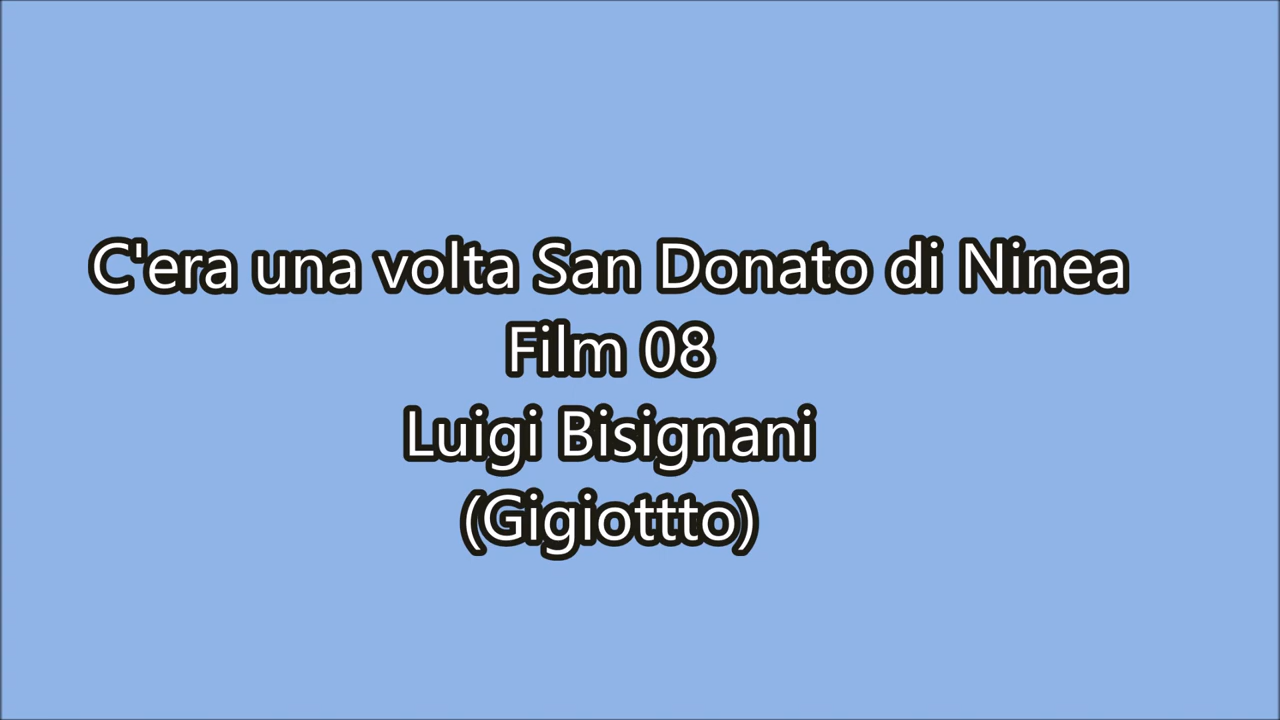 C'era una volta San Donato di Ninea
Film 08
Luigi Bisignani
(Gigiottto)